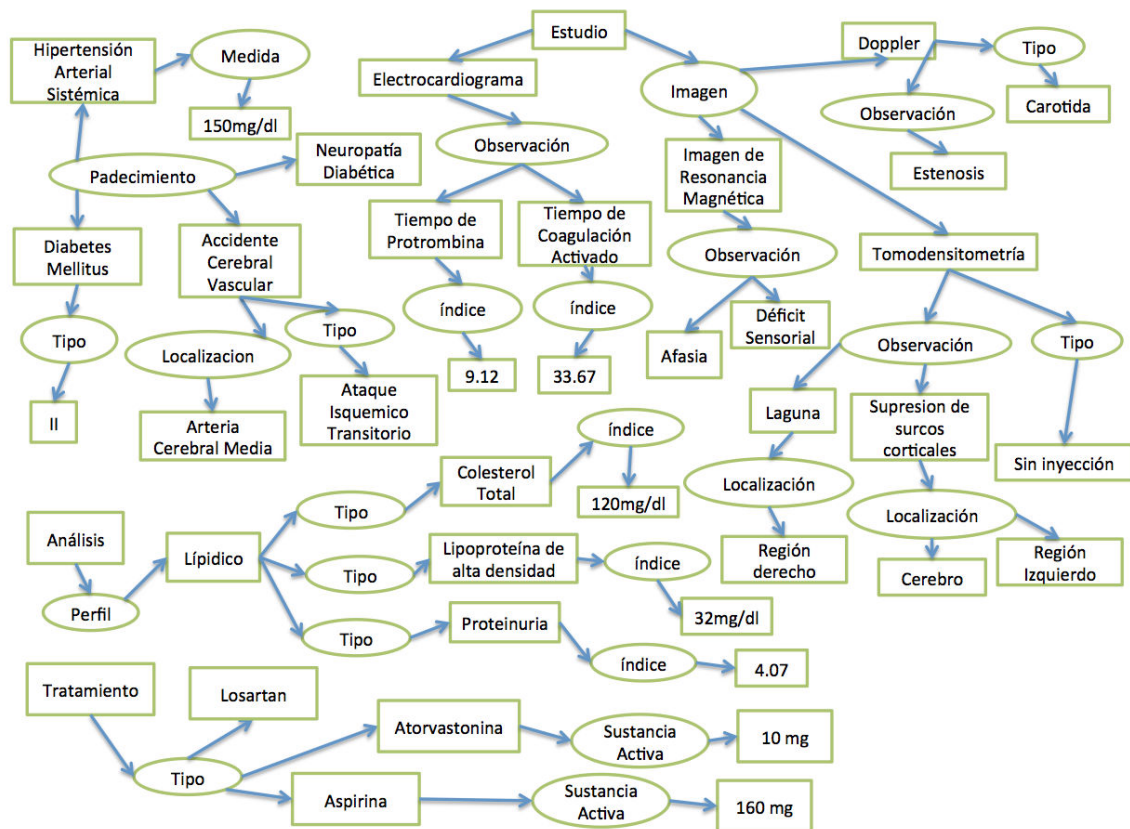 Hipertensión
Arterial
Sistémica
Medida
150mg/dl
Padecimiento
Neuropatía
Diabética
Diabetes
Mellitus
Tipo
II
Accidente
Cerebral
Vascular
Localizacion
Arteria
Cerebral Media
Tipo
Ataque
Isquemico
Transitorio
Estudio
Electrocardiograma
Observación
Tiempo de
Protrombina
índice
9.12
Tiempo de
Coagulación
Activado
índice
33.67
Imagen
Imagen de
Resonancia
Magnética
Observación
Afasia
Déficit
Sensorial
Doppler
Tipo
Carotida
Observación
Estenosis
Tomodensitometría
Observación
Tipo
Sin inyección
Laguna
Localización
Región
derecho
Supresion de
surcos
corticales
Localización
Cerebro
Región
Izquierdo
Análisis
Perfil
Lípidico
Tipo
Colesterol
Total
índice
120mg/dl
Tipo
Lipoproteína de
alta densidad
índice
32mg/dl
Tipo
Proteinuria
índice
4.07
Tratamiento
Tipo
Losartan
Atorvastonina
Sustancia
Activa
10 mg
Aspirina
Sustancia
Activa
160 mg